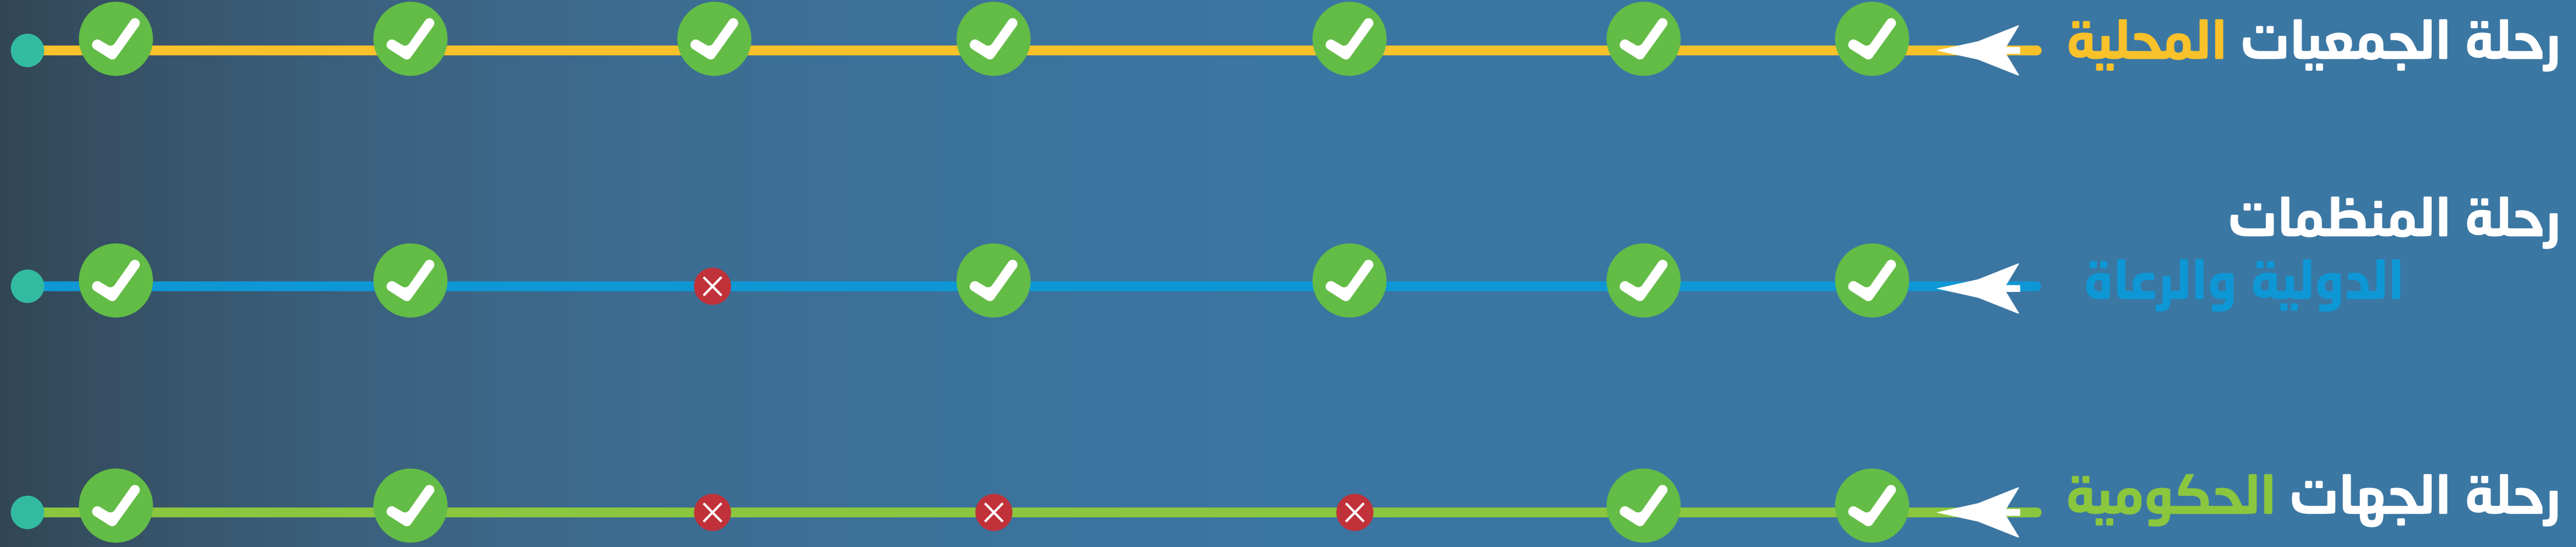 رحلة الجمعيات المحلية
رحلة المنظمات
الدولية والرعاة
رحلة الجهات الحكومية